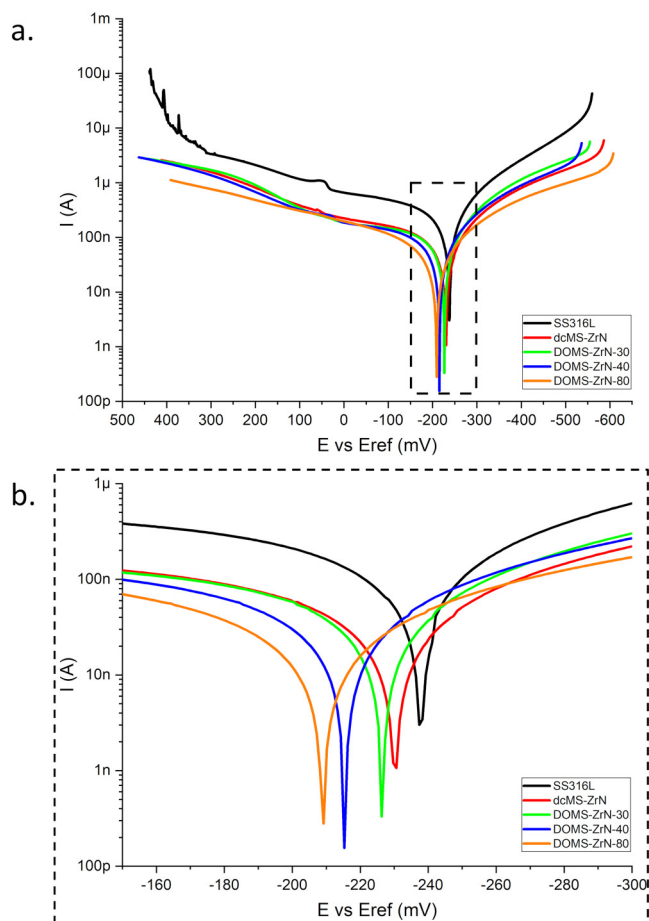 a.
1m
100µ
10µ
1µ
100n
10n
1n
100p
I (A)
500 400 300 200 100 0 -100 -200 -300 -400 -500 -600
E vs Eref (mV)
SS316L
dcMS-ZrN
DOMS-ZrN-30
DOMS-ZrN-40
DOMS-ZrN-80
b.
1µ
100n
10n
1n
100p
I (A)
-160 -180 -200 -220 -240 -260 -280 -300
E vs Eref (mV)
SS316L
dcMS-ZrN
DOMS-ZrN-30
DOMS-ZrN-40
DOMS-ZrN-80